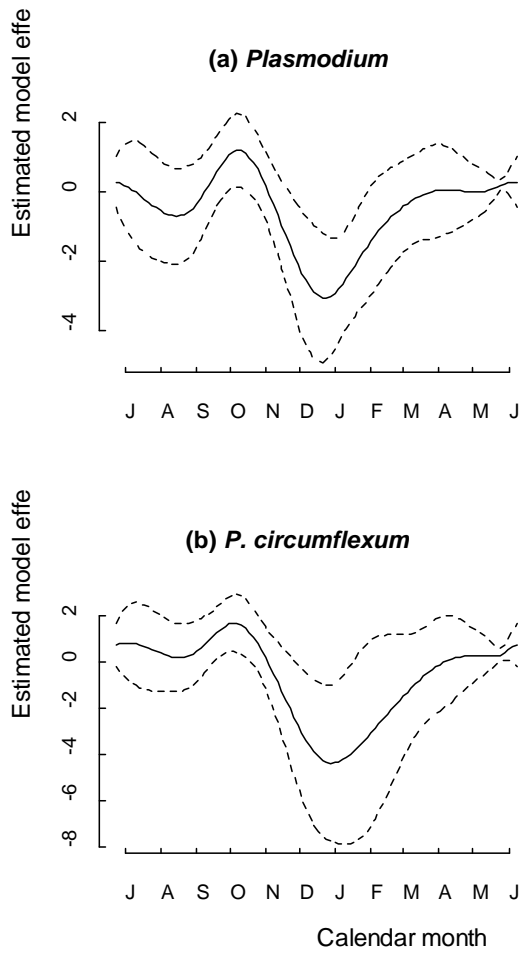 (a) Plasmodium
Estimated model effe
2
0
-2
-4
J A S O N D J F M A M J
(b) P. circumflexum
Estimated model effe
2
0
-2
-4
-6
-8
J A S O N D J F M A M J
Calendar month